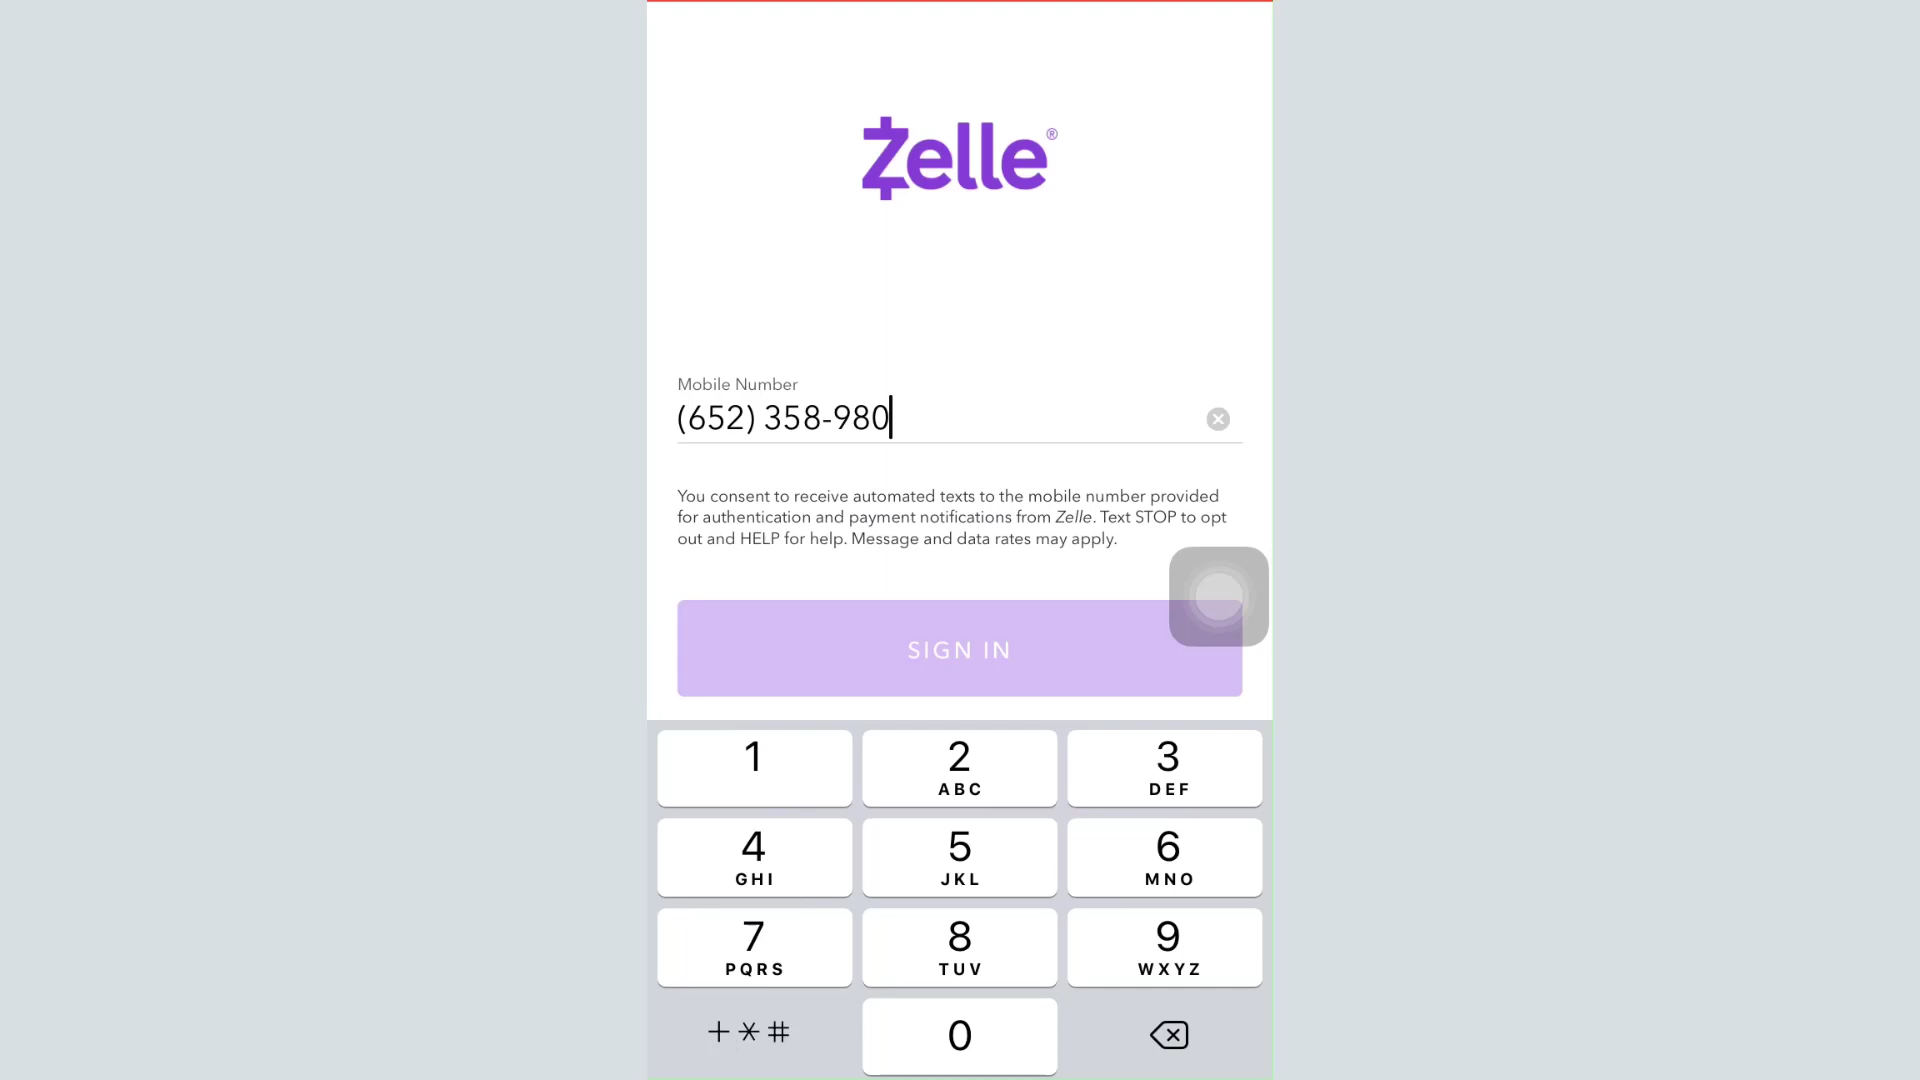 Zelle®
Mobile Number
(652) 358-980
You consent to receive automated texts to the mobile number provided
for authentication and payment notifications from Zelle. Text STOP to opt
out and HELP for help. Message and data rates may apply.
SIGN IN
1 2 3
ABC DEF
4 5 6
GHI JKL MNO
7 8 9
PQRS TUV WXYZ
+*# 0